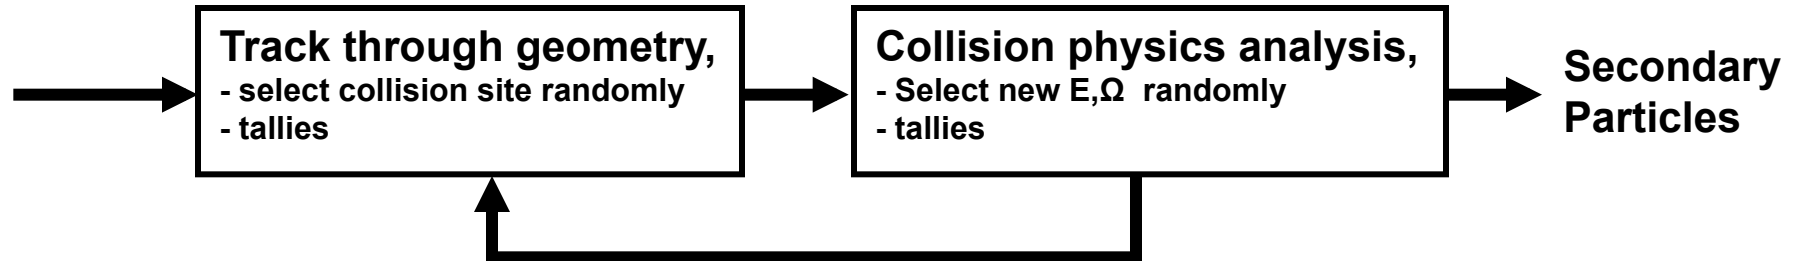 Track through geometry,
- select collision site randomly
- tallies
Collision physics analysis,
- Select new E,Ω randomly
- tallies
Secondary
Particles